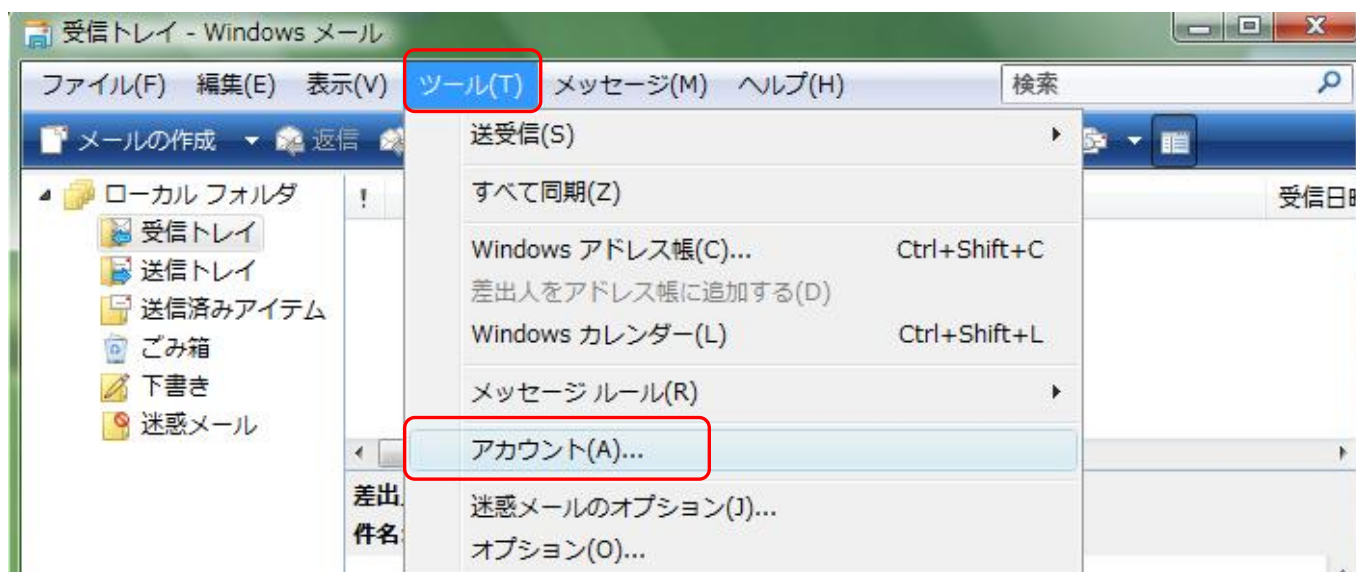 受信トレイ - Windows メール
ファイル(F) 編集(E) 表示(V) ツール(T) メッセージ(M) ヘルプ(H) 検索
メールの作成 返信
送受信(S)
すべて同期(Z)
Windows アドレス帳(C)... Ctrl+Shift+C
差出人をアドレス帳に追加する(D)
Windows カレンダー(L) Ctrl+Shift+L
メッセージ ルール(R)
アカウント(A)...
迷惑メールのオプション(J)...
オプション(O)...
ローカル フォルダ
受信トレイ
送信トレイ
送信済みアイテム
ごみ箱
下書き
迷惑メール
!
受信日
差出
件名: